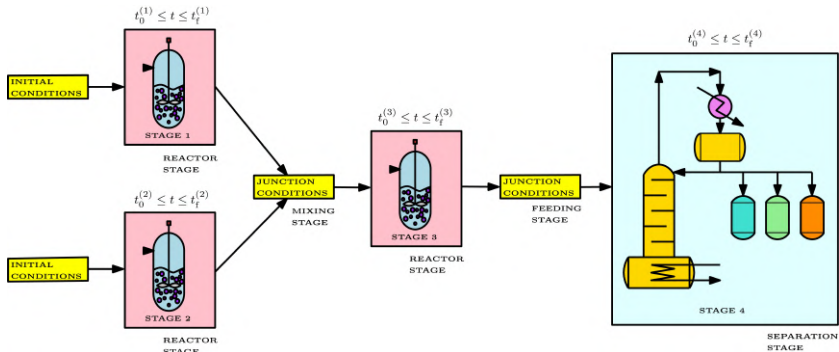 t_0^{(1)} ≤ t ≤ t_f^{(1)}
INITIAL
CONDITIONS
STAGE 1
REACTOR
STAGE
t_0^{(2)} ≤ t ≤ t_f^{(2)}
INITIAL
CONDITIONS
STAGE 2
REACTOR
STAGE
JUNCTION
CONDITIONS
MIXING
STAGE
t_0^{(3)} ≤ t ≤ t_f^{(3)}
STAGE 3
REACTOR
STAGE
JUNCTION
CONDITIONS
FEEDING
STAGE
t_0^{(4)} ≤ t ≤ t_f^{(4)}
STAGE 4
SEPARATION
STAGE